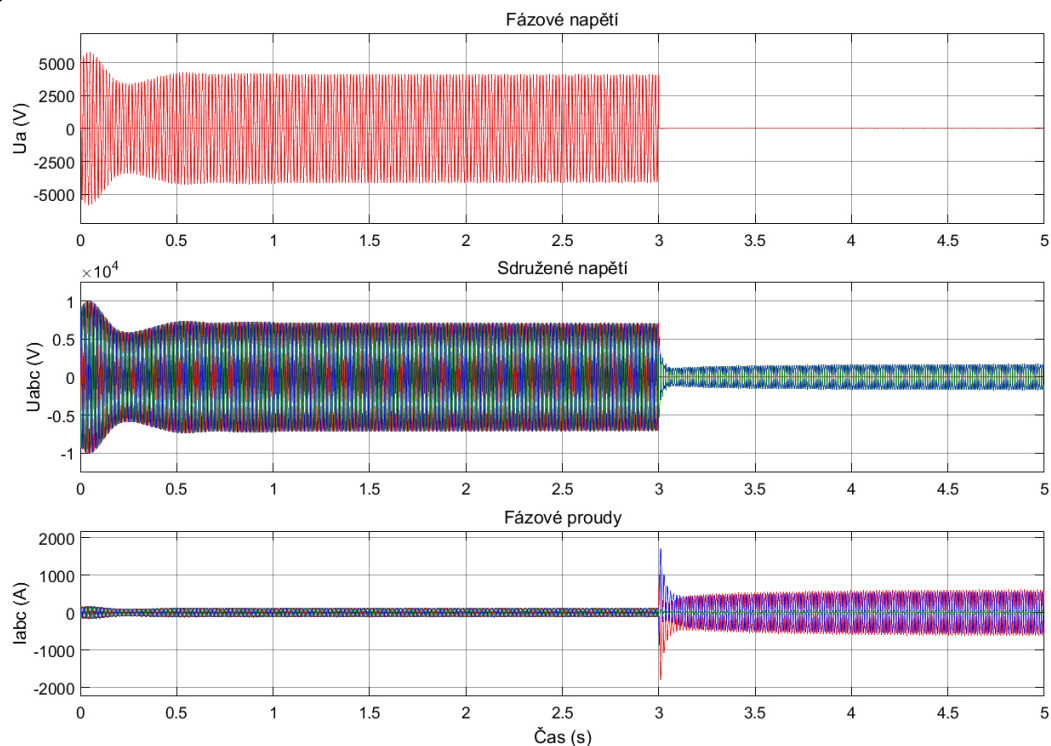 Fázové napětí
Ua (V)
5000
2500
0
-2500
-5000
0 0.5 1 1.5 2 2.5 3 3.5 4 4.5 5
Sdružené napětí
×10^4
Uabc (V)
1
0.5
0
-0.5
-1
0 0.5 1 1.5 2 2.5 3 3.5 4 4.5 5
Fázové proudy
Iabc (A)
2000
1000
0
-1000
-2000
0 0.5 1 1.5 2 2.5 3 3.5 4 4.5 5
Čas (s)